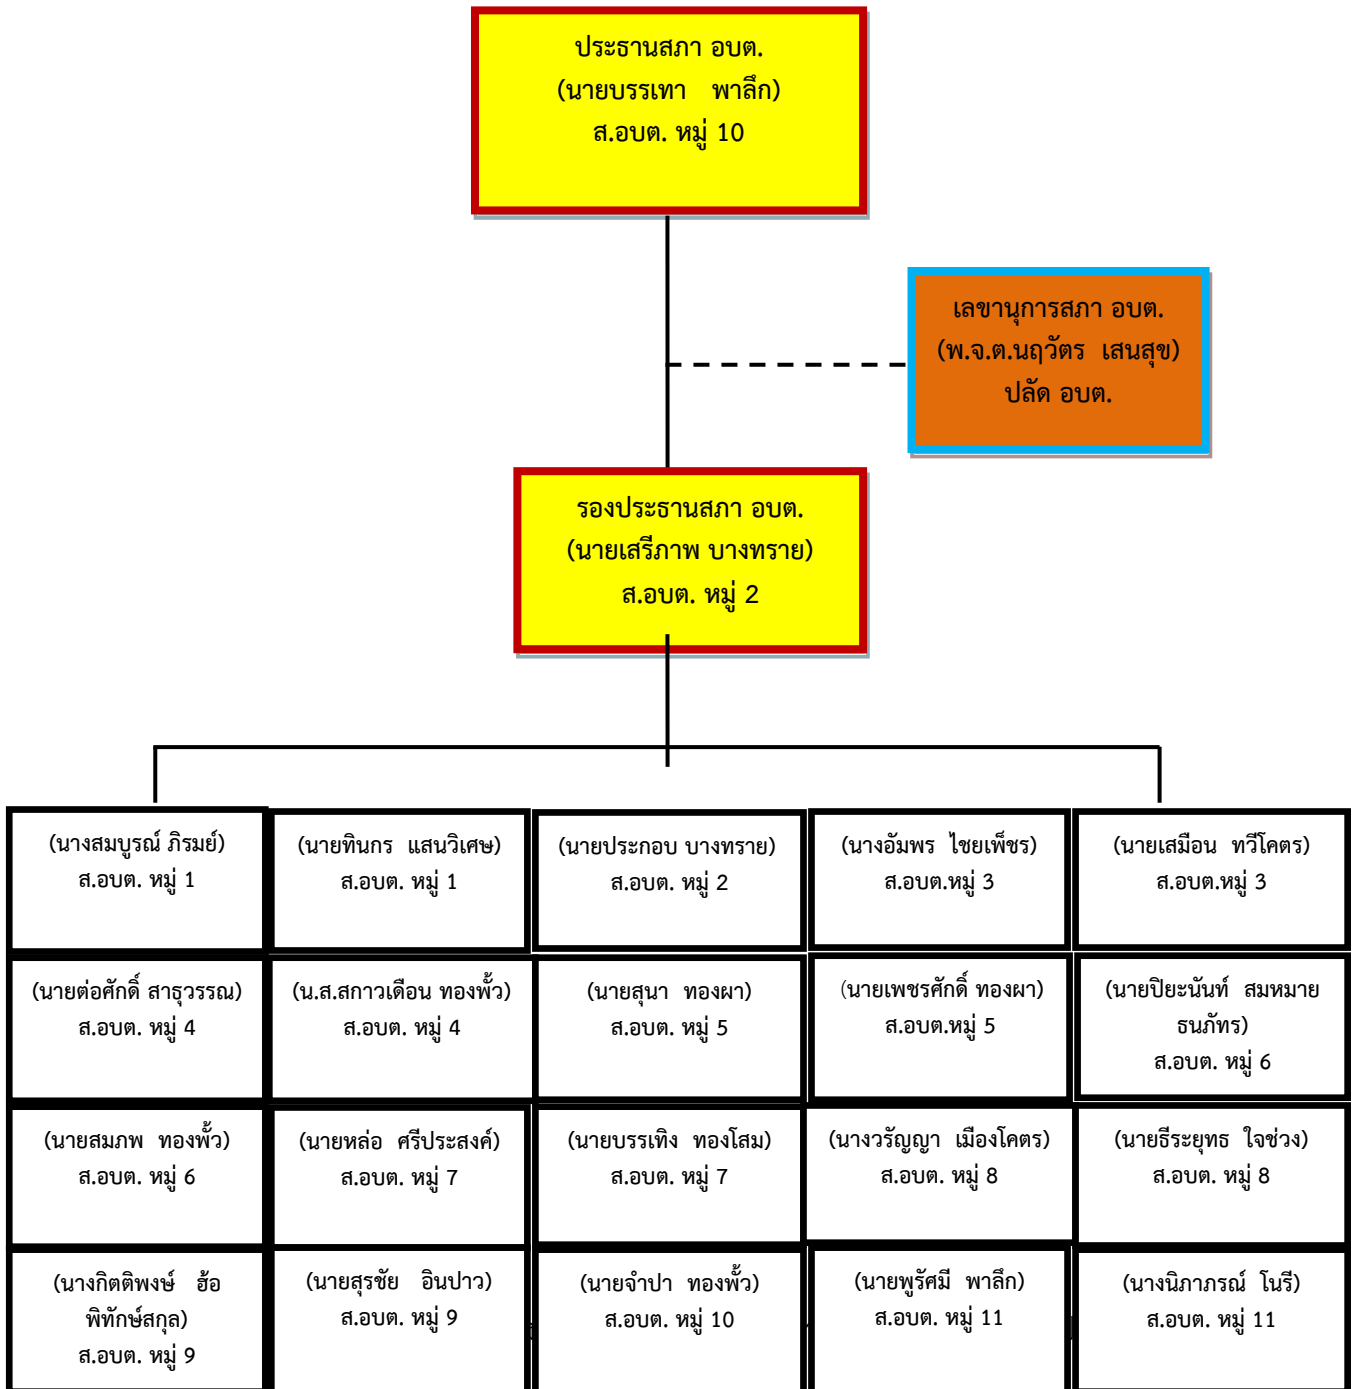 ประธานสภา อบต.
(นายบรรเทา พาลึก)
ส.อบต. หมู่ 10
เลขานุการสภา อบต.
(พ.จ.ต.นฤวัตร เสนสุข)
ปลัด อบต.
รองประธานสภา อบต.
(นายเสรีภาพ บางทราย)
ส.อบต. หมู่ 2
(นางสมบูรณ์ ภิรมย์)
ส.อบต. หมู่ 1
(นายทินกร แสนวิเศษ)
ส.อบต. หมู่ 1
(นายประกอบ บางทราย)
ส.อบต. หมู่ 2
(นางอัมพร ไชยเพ็ชร)
ส.อบต.หมู่ 3
(นายเสมือน ทวีโคตร)
ส.อบต.หมู่ 3
(นายต่อศักดิ์ สาธุวรรณ)
ส.อบต. หมู่ 4
(น.ส.สกาวเดือน ทองพั้ว)
ส.อบต. หมู่ 4
(นายสุนา ทองผา)
ส.อบต. หมู่ 5
(นายเพชรศักดิ์ ทองผา)
ส.อบต.หมู่ 5
(นายปิยะนันท์ สมหมาย
ธนภัทร)
ส.อบต. หมู่ 6
(นายสมภพ ทองพั้ว)
ส.อบต. หมู่ 6
(นายหล่อ ศรีประสงค์)
ส.อบต. หมู่ 7
(นายบรรเทิง ทองโสม)
ส.อบต. หมู่ 7
(นางวรัญญา เมืองโคตร)
ส.อบต. หมู่ 8
(นายธีระยุทธ ใจช่วง)
ส.อบต. หมู่ 8
(นางกิตติพงษ์ ฮ้อ
พิทักษ์สกุล)
ส.อบต. หมู่ 9
(นายสุรชัย อินปาว)
ส.อบต. หมู่ 9
(นายจำปา ทองพั้ว)
ส.อบต. หมู่ 10
(นายพูรัศมี พาลึก)
ส.อบต. หมู่ 11
(นางนิภาภรณ์ โนรี)
ส.อบต. หมู่ 11